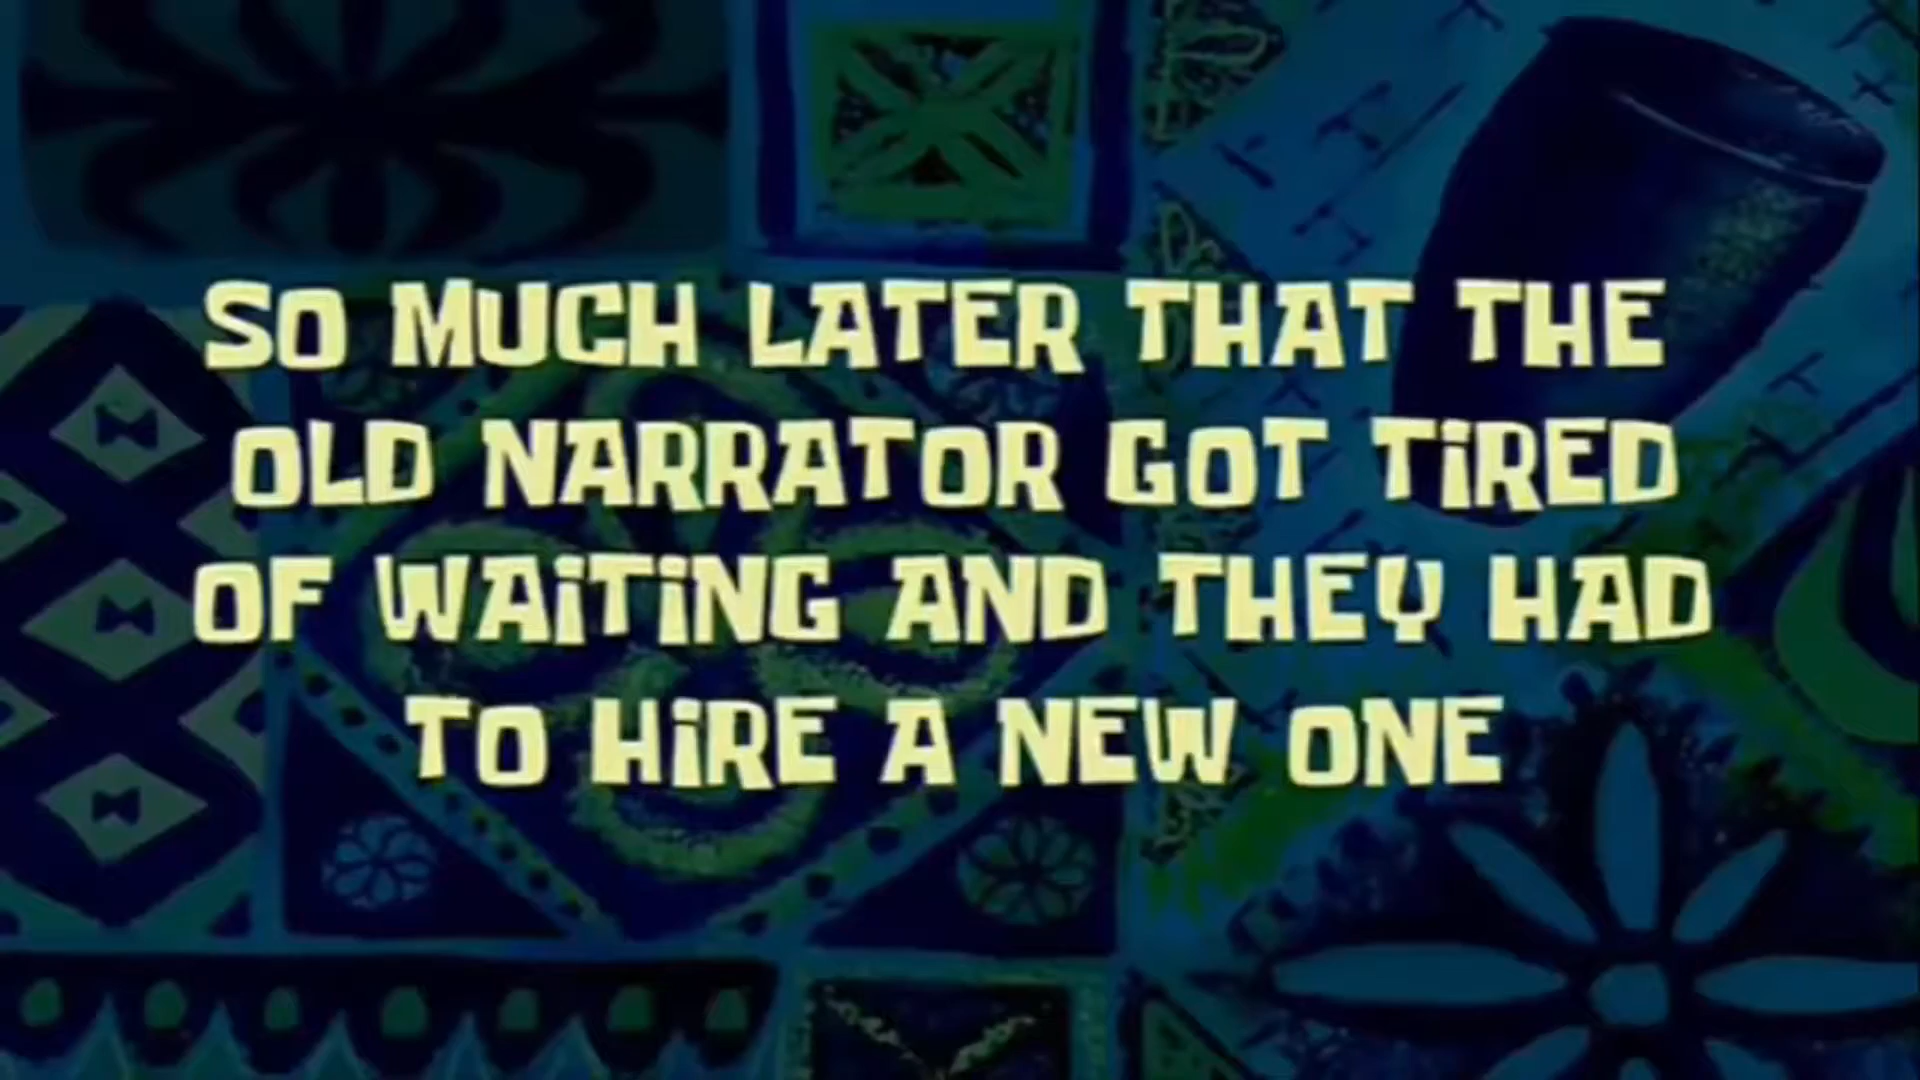 SO MUCH LATER THAT THE
OLD NARRATOR GOT TiRED
OF WAiTiNG AND THEY HAD
TO HiRE A NEW ONE